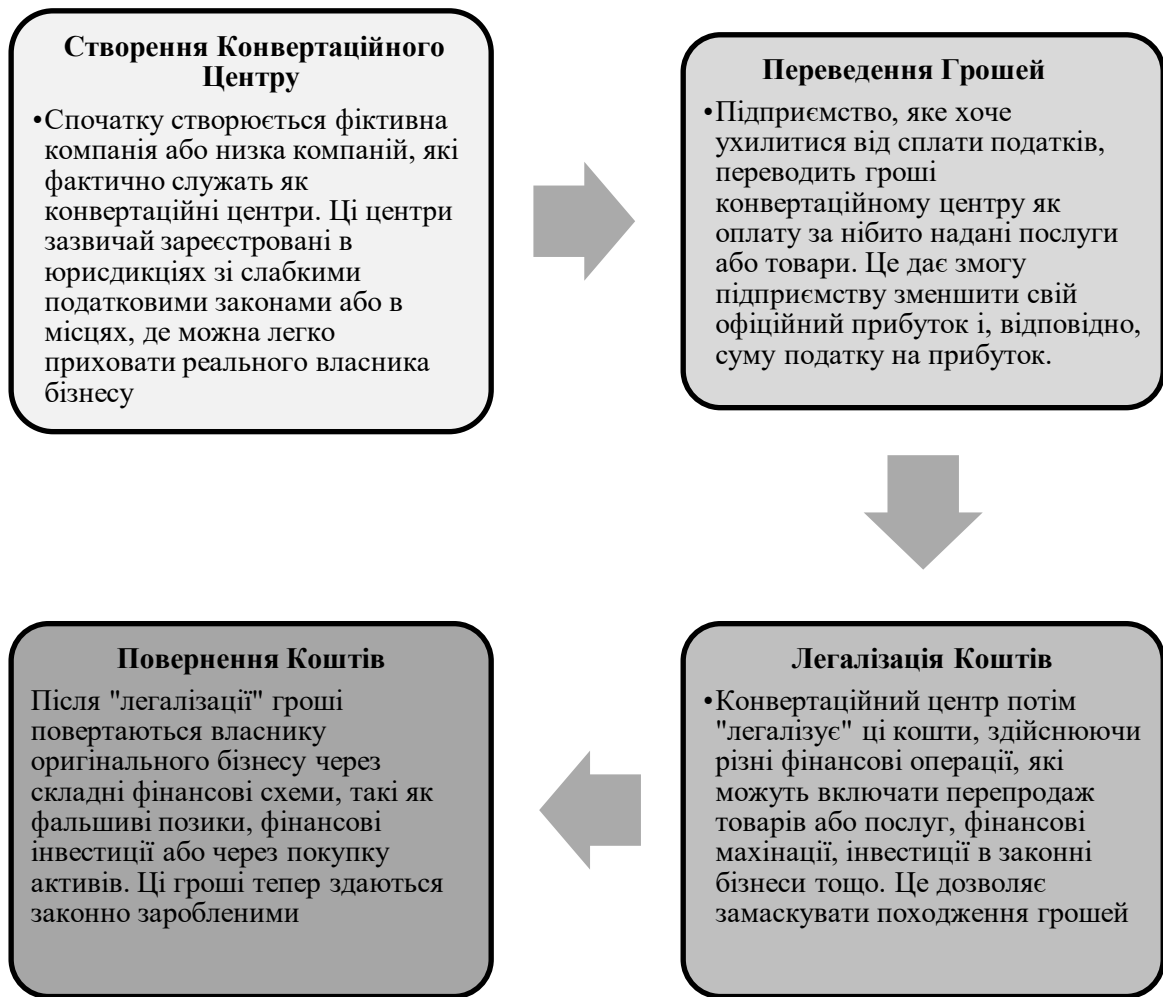 Створення Конвертаційного
Центру
•Спочатку створюється фіктивна
компанія або низка компаній, які
фактично служать як
конвертаційні центри. Ці центри
зазвичай зареєстровані в
юрисдикціях зі слабкими
податковими законами або в
місцях, де можна легко
приховати реального власника
бізнесу
Переведення Грошей
•Підприємство, яке хоче
ухилитися від сплати податків,
переводить гроші
конвертаційному центру як
оплату за нібито надані послуги
або товари. Це дає змогу
підприємству зменшити свій
офіційний прибуток і, відповідно,
суму податку на прибуток.
Легалізація Коштів
•Конвертаційний центр потім
"легалізує" ці кошти, здійснюючи
різні фінансові операції, які
можуть включати перепродаж
товарів або послуг, фінансові
махінації, інвестиції в законні
бізнеси тощо. Це дозволяє
замаскувати походження грошей
Повернення Коштів
Після "легалізації" гроші
повертаються власнику
оригінального бізнесу через
складні фінансові схеми, такі як
фальшиві позики, фінансові
інвестиції або через покупку
активів. Ці гроші тепер здаються
законно заробленими